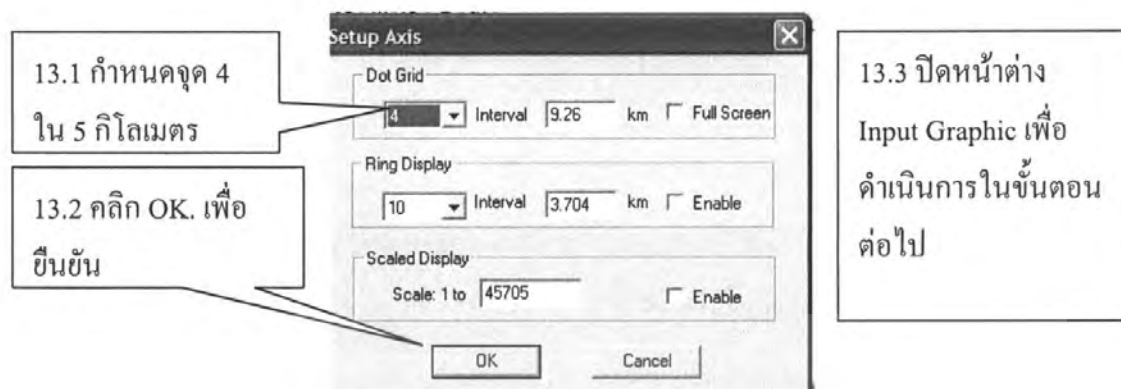 13.1 กำหนดจุด 4
ใน 5 กิโลเมตร
13.2 คลิก OK. เพื่อ
ยืนยัน
Setup Axis
Dot Grid
4 Interval 9.26 km Full Screen
Ring Display
10 Interval 3.704 km Enable
Scaled Display
Scale: 1 to 45705 Enable
OK Cancel
13.3 ปิดหน้าต่าง
Input Graphic เพื่อ
ดำเนินการในขั้นตอน
ต่อไป